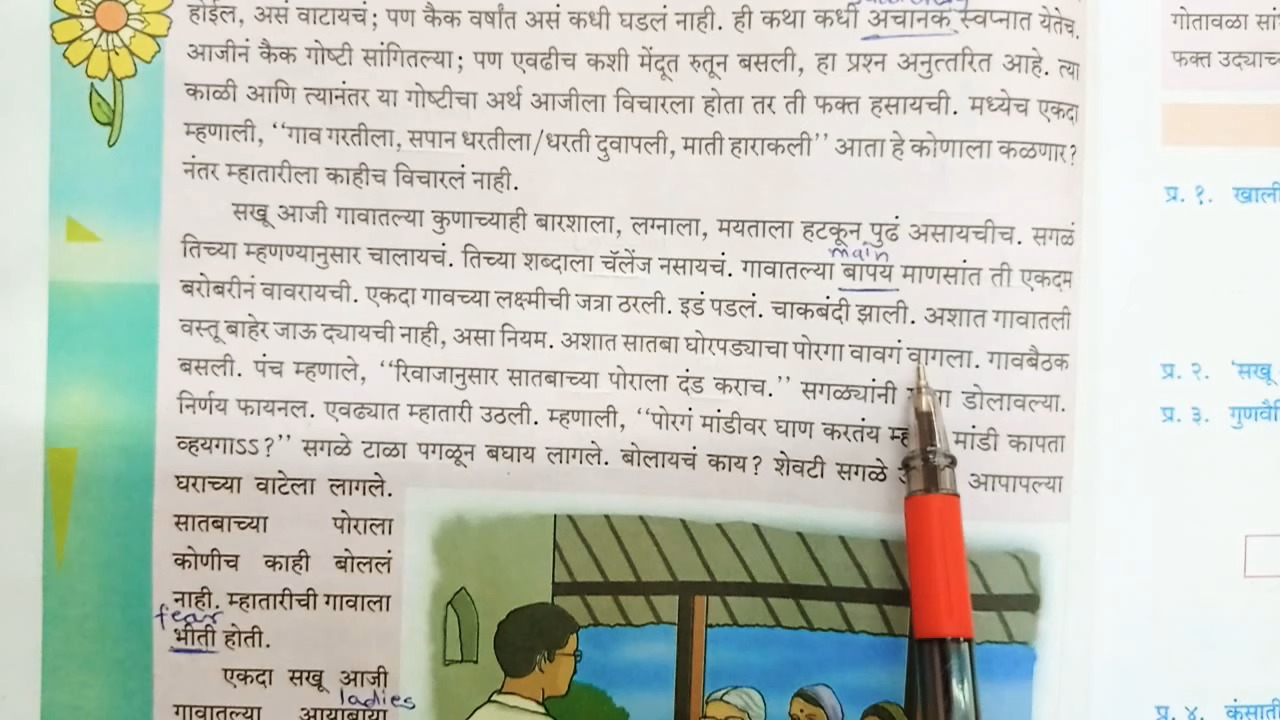 होईल, असं वाटायचं; पण कैक वर्षांत असं कधी घडलं नाही. ही कथा कधी अचानक स्वप्नात येतेच.
आजीनं कैक गोष्टी सांगितल्या; पण एवढीच कशी मेंदूत रुतून बसली, हा प्रश्न अनुत्तरित आहे. त्या
काळी आणि त्यानंतर या गोष्टीचा अर्थ आजीला विचारला होता तर ती फक्त हसायची. मध्येच एकदा
म्हणाली, “गाव गरतीला, सपान धरतीला/धरती दुवापली, माती हाराकली” आता हे कोणाला कळणार?
नंतर म्हातारीला काहीच विचारलं नाही.
सखू आजी गावातल्या कुणाच्याही बारशाला, लग्नाला, मयताला हटकून पुढं असायचीच. सगळं
main
तिच्या म्हणण्यानुसार चालायचं. तिच्या शब्दाला चॅलेंज नसायचं. गावातल्या बापय माणसांत ती एकदम
बरोबरीनं वावरायची. एकदा गावच्या लक्ष्मीची जत्रा ठरली. इडं पडलं. चाकबंदी झाली. अशात गावातली
वस्तू बाहेर जाऊ द्यायची नाही, असा नियम. अशात सातबा घोरपड्याचा पोरगा वावगं वागला. गावबैठक
बसली. पंच म्हणाले, “रिवाजानुसार सातबाच्या पोराला दंड कराच.” सगळ्यांनी डोलावल्या.
निर्णय फायनल. एवढ्यात म्हातारी उठली. म्हणाली, “पोरगं मांडीवर घाण करतंय मांडी कापता
व्हयगाऽऽ?” सगळे टाळा पगळून बघाय लागले. बोलायचं काय? शेवटी सगळे आपापल्या
घराच्या वाटेला लागले.
सातबाच्या पोराला
कोणीच काही बोललं
नाही. म्हातारीची गावाला
fear
भीती होती.
एकदा सखू आजी
ladies
गावातल्या आयाबाया
गोतावळा
फक्त
प्र. १.
प्र. २. ‘सखू
प्र. ३.
प्र. ४.